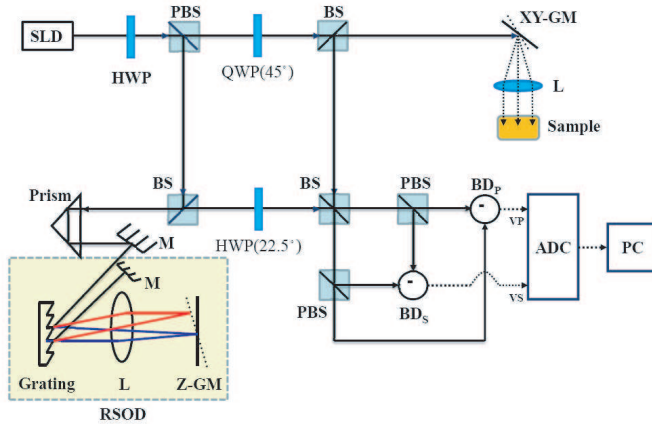 SLD
HWP
PBS
QWP(45°)
BS
XY-GM
L
Sample
Prism
BS
HWP(22.5°)
BS
PBS
BDP
VP
ADC
PC
M
M
PBS
BDS
VS
Grating
L
Z-GM
RSOD